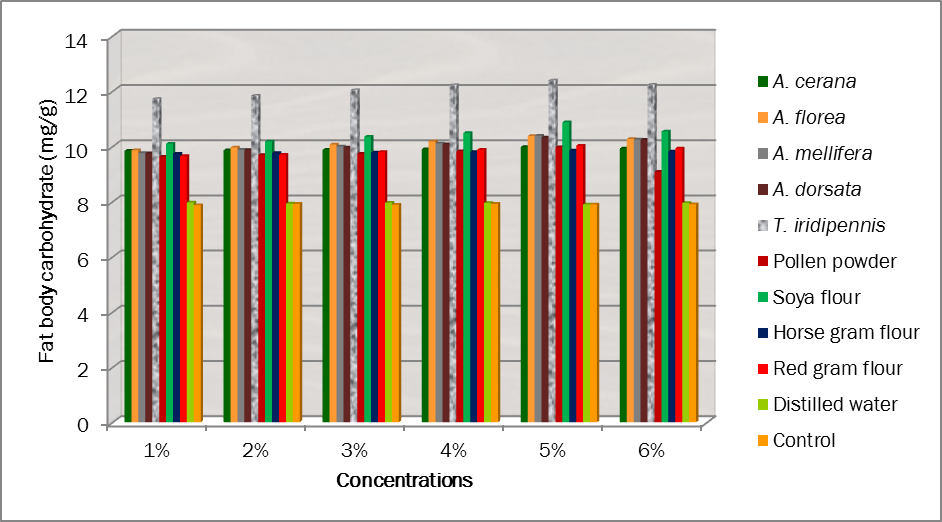 Fat body carbohydrate (mg/g)
14
12
10
8
6
4
2
0
1%
2%
3%
4%
5%
6%
Concentrations
A. cerana
A. florea
A. mellifera
A. dorsata
T. iridipennis
Pollen powder
Soya flour
Horse gram flour
Red gram flour
Distilled water
Control